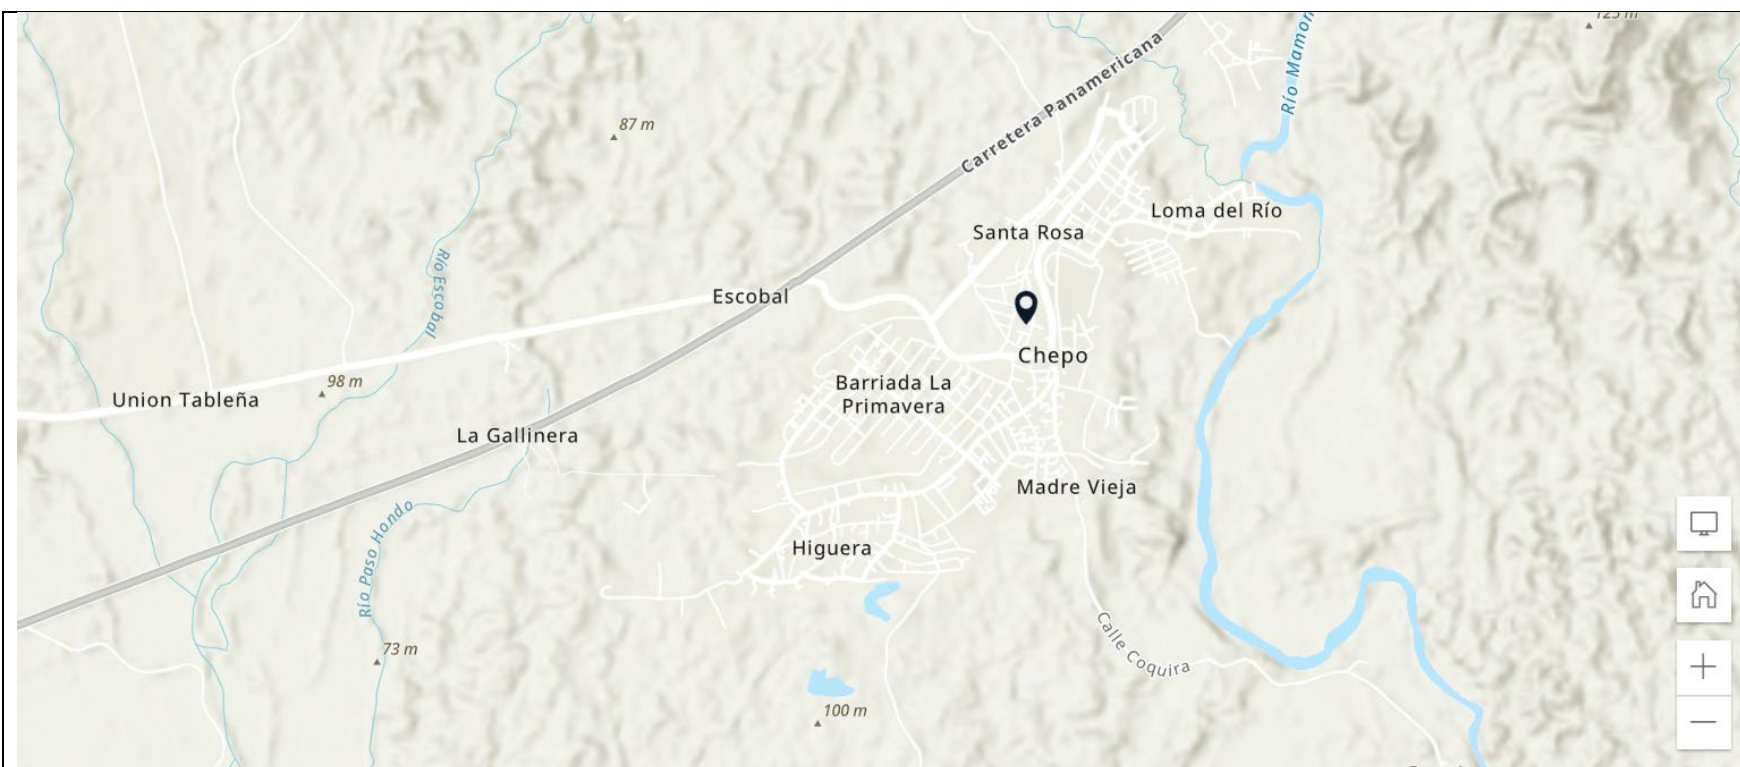 125 m
Río Mamon
Carretera Panamericana
87 m
Loma del Río
Santa Rosa
Río Escobal
Escobal
Chepo
98 m
Barriada La
Primavera
Union Tableña
La Gallinera
Madre Vieja
Río Paso Hondo
Higuera
Calle Coquira
73 m
100 m